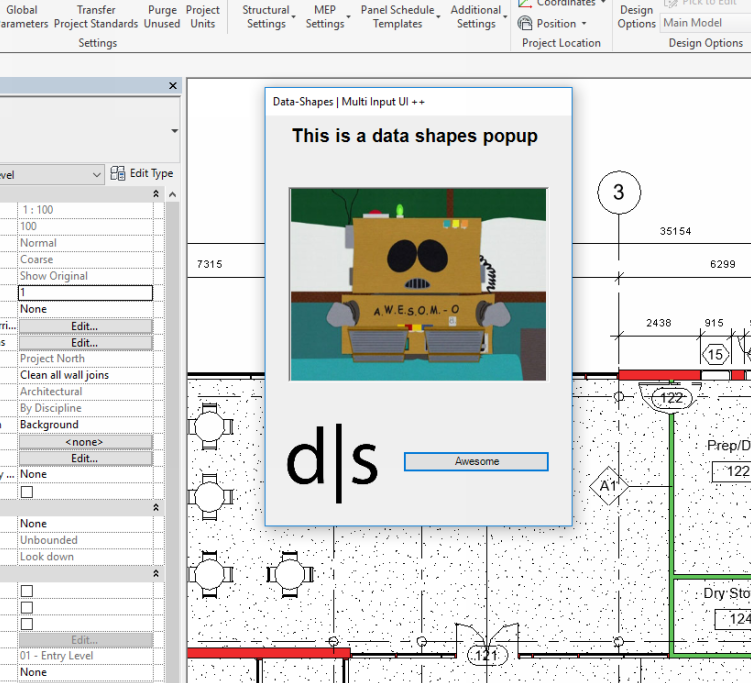 Global
Transfer
Purge
Project
Structural
MEP
Panel Schedule
Additional
Coordinates
Design
Pick to Edit
Project Standards
Unused
Units
Settings
Settings
Templates
Settings
Position
Options
Main Model
Settings
Project Location
Design Options
Data-Shapes | Multi Input UI ++
This is a data shapes popup
A.W.E.S.O.M.-O
d|s
Awesome
Edit Type
1 : 100
100
Normal
Coarse
Show Original
1
None
Edit...
Edit...
Project North
Clean all wall joins
Architectural
By Discipline
Background
<none>
Edit...
None
None
Unbounded
Look down
Edit...
01 - Entry Level
None
3
35154
7315
6299
2438
915
15
122
Prep/D
122
A1
Dry Sto
124
121